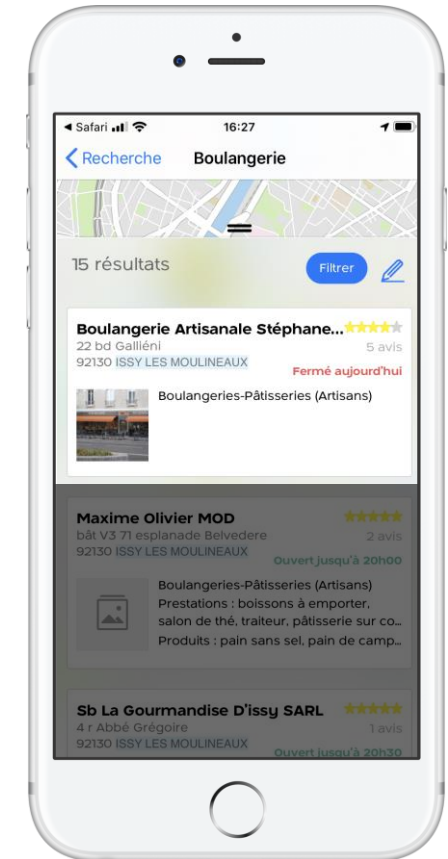 Safari
16:27
Recherche
Boulangerie
15 résultats
Filtrer
Boulangerie Artisanale Stéphane...
22 bd Galliéni
5 avis
92130 ISSY LES MOULINEAUX
Fermé aujourd'hui
Boulangeries-Pâtisseries (Artisans)
Maxime Olivier MOD
bât V3 71 esplanade Belvedere
2 avis
92130 ISSY LES MOULINEAUX
Ouvert jusqu'à 20h00
Boulangeries-Pâtisseries (Artisans)
Prestations : boissons à emporter,
salon de thé, traiteur, pâtisserie sur co...
Produits : pain sans sel, pain de camp...
Sb La Gourmandise D'issy SARL
4 r Abbé Grégoire
1 avis
92130 ISSY LES MOULINEAUX
Ouvert jusqu'à 20h30